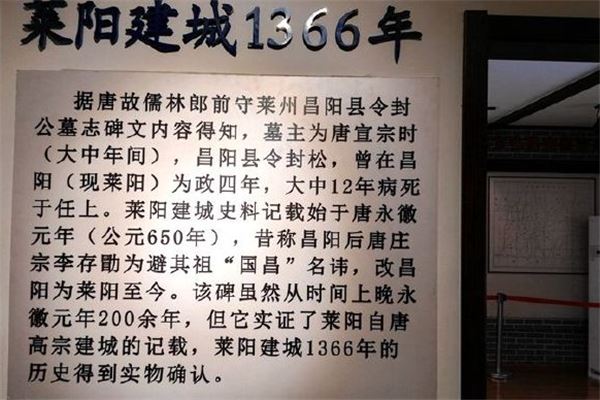 莱阳建城1366年
据唐故儒林郎前守莱州昌阳县令封
公墓志碑文内容得知，墓主为唐宣宗时
（大中年间），昌阳县令封松，曾在昌
阳（现莱阳）为政四年，大中12年病死
于任上。莱阳建城史料记载始于唐永徽
元年（公元650年），昔称昌阳后唐庄
宗李存勖为避其祖“国昌”名讳，改昌
阳为莱阳至今。该碑虽然从时间上晚永
徽元年200余年，但它实证了莱阳自唐
高宗建城的记载，莱阳建城1366年的
历史得到实物确认。